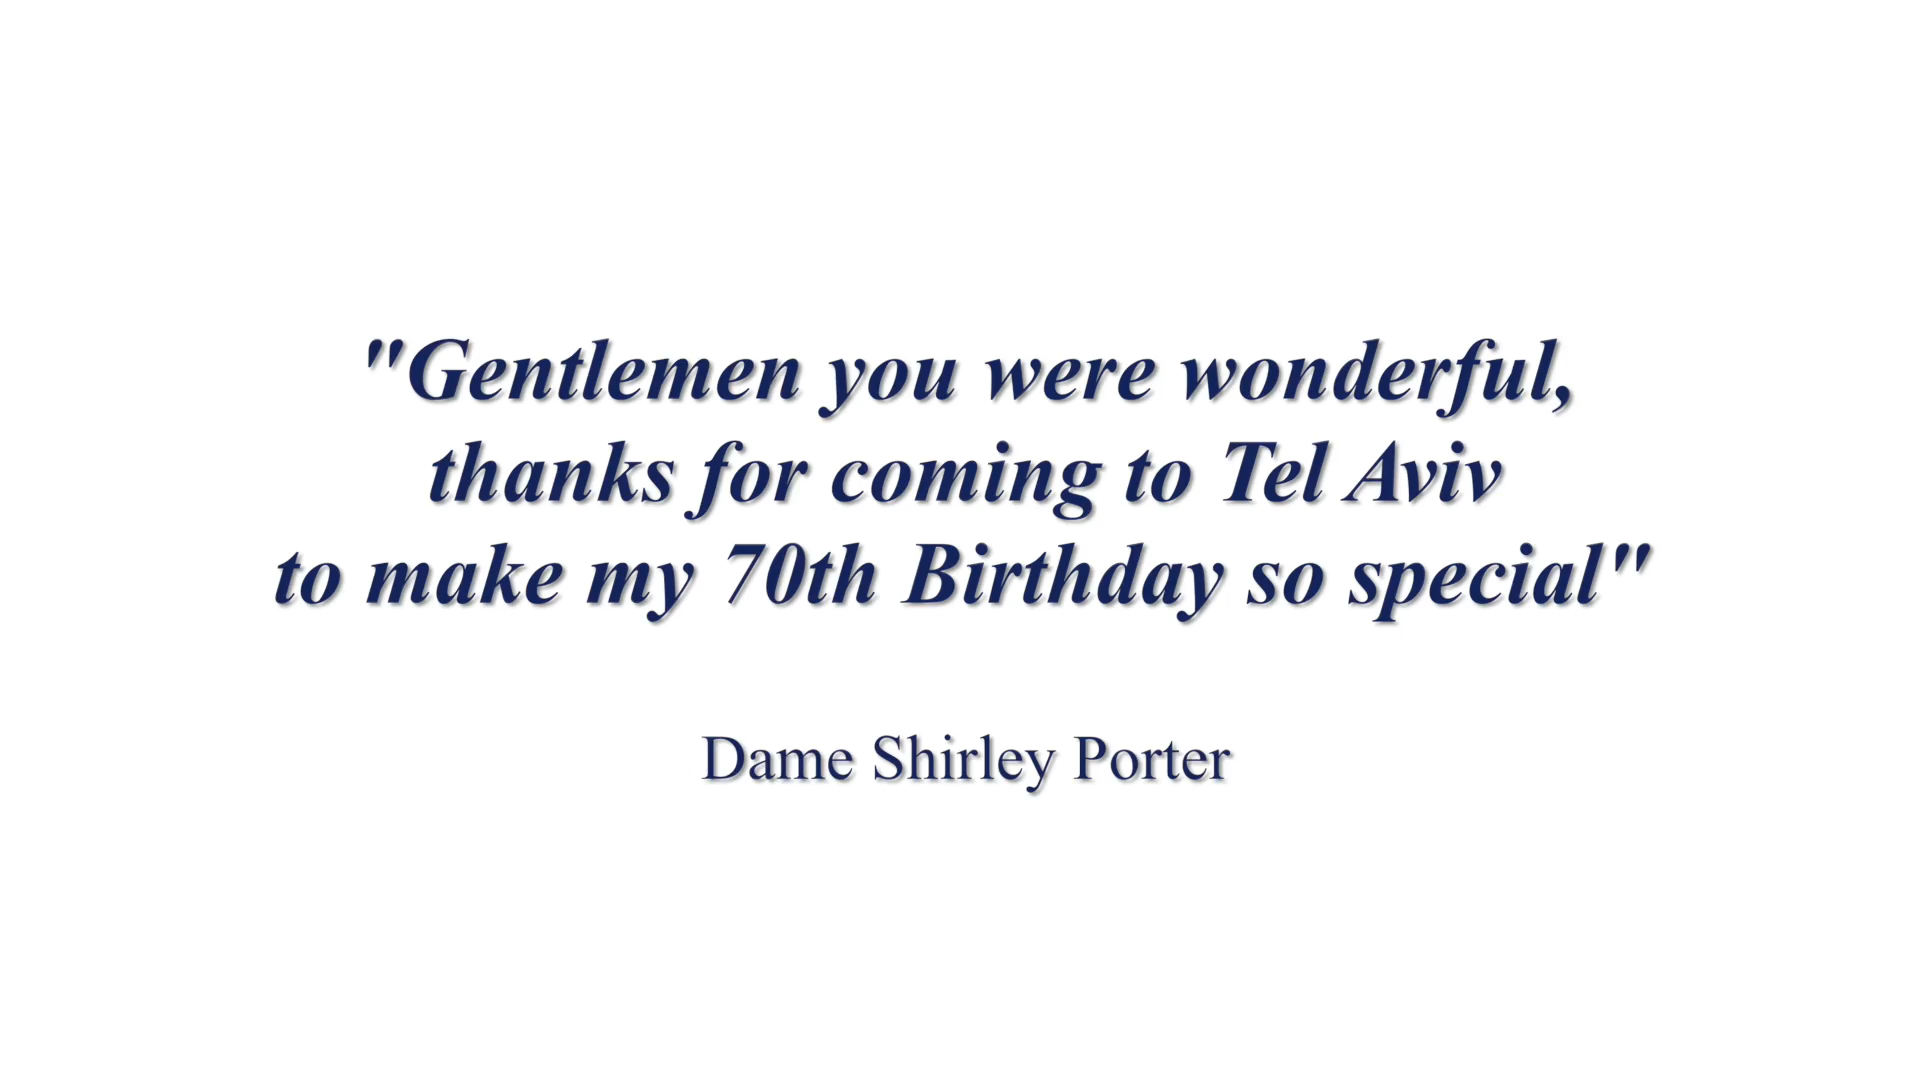 "Gentlemen you were wonderful,
thanks for coming to Tel Aviv
to make my 70th Birthday so special"
Dame Shirley Porter